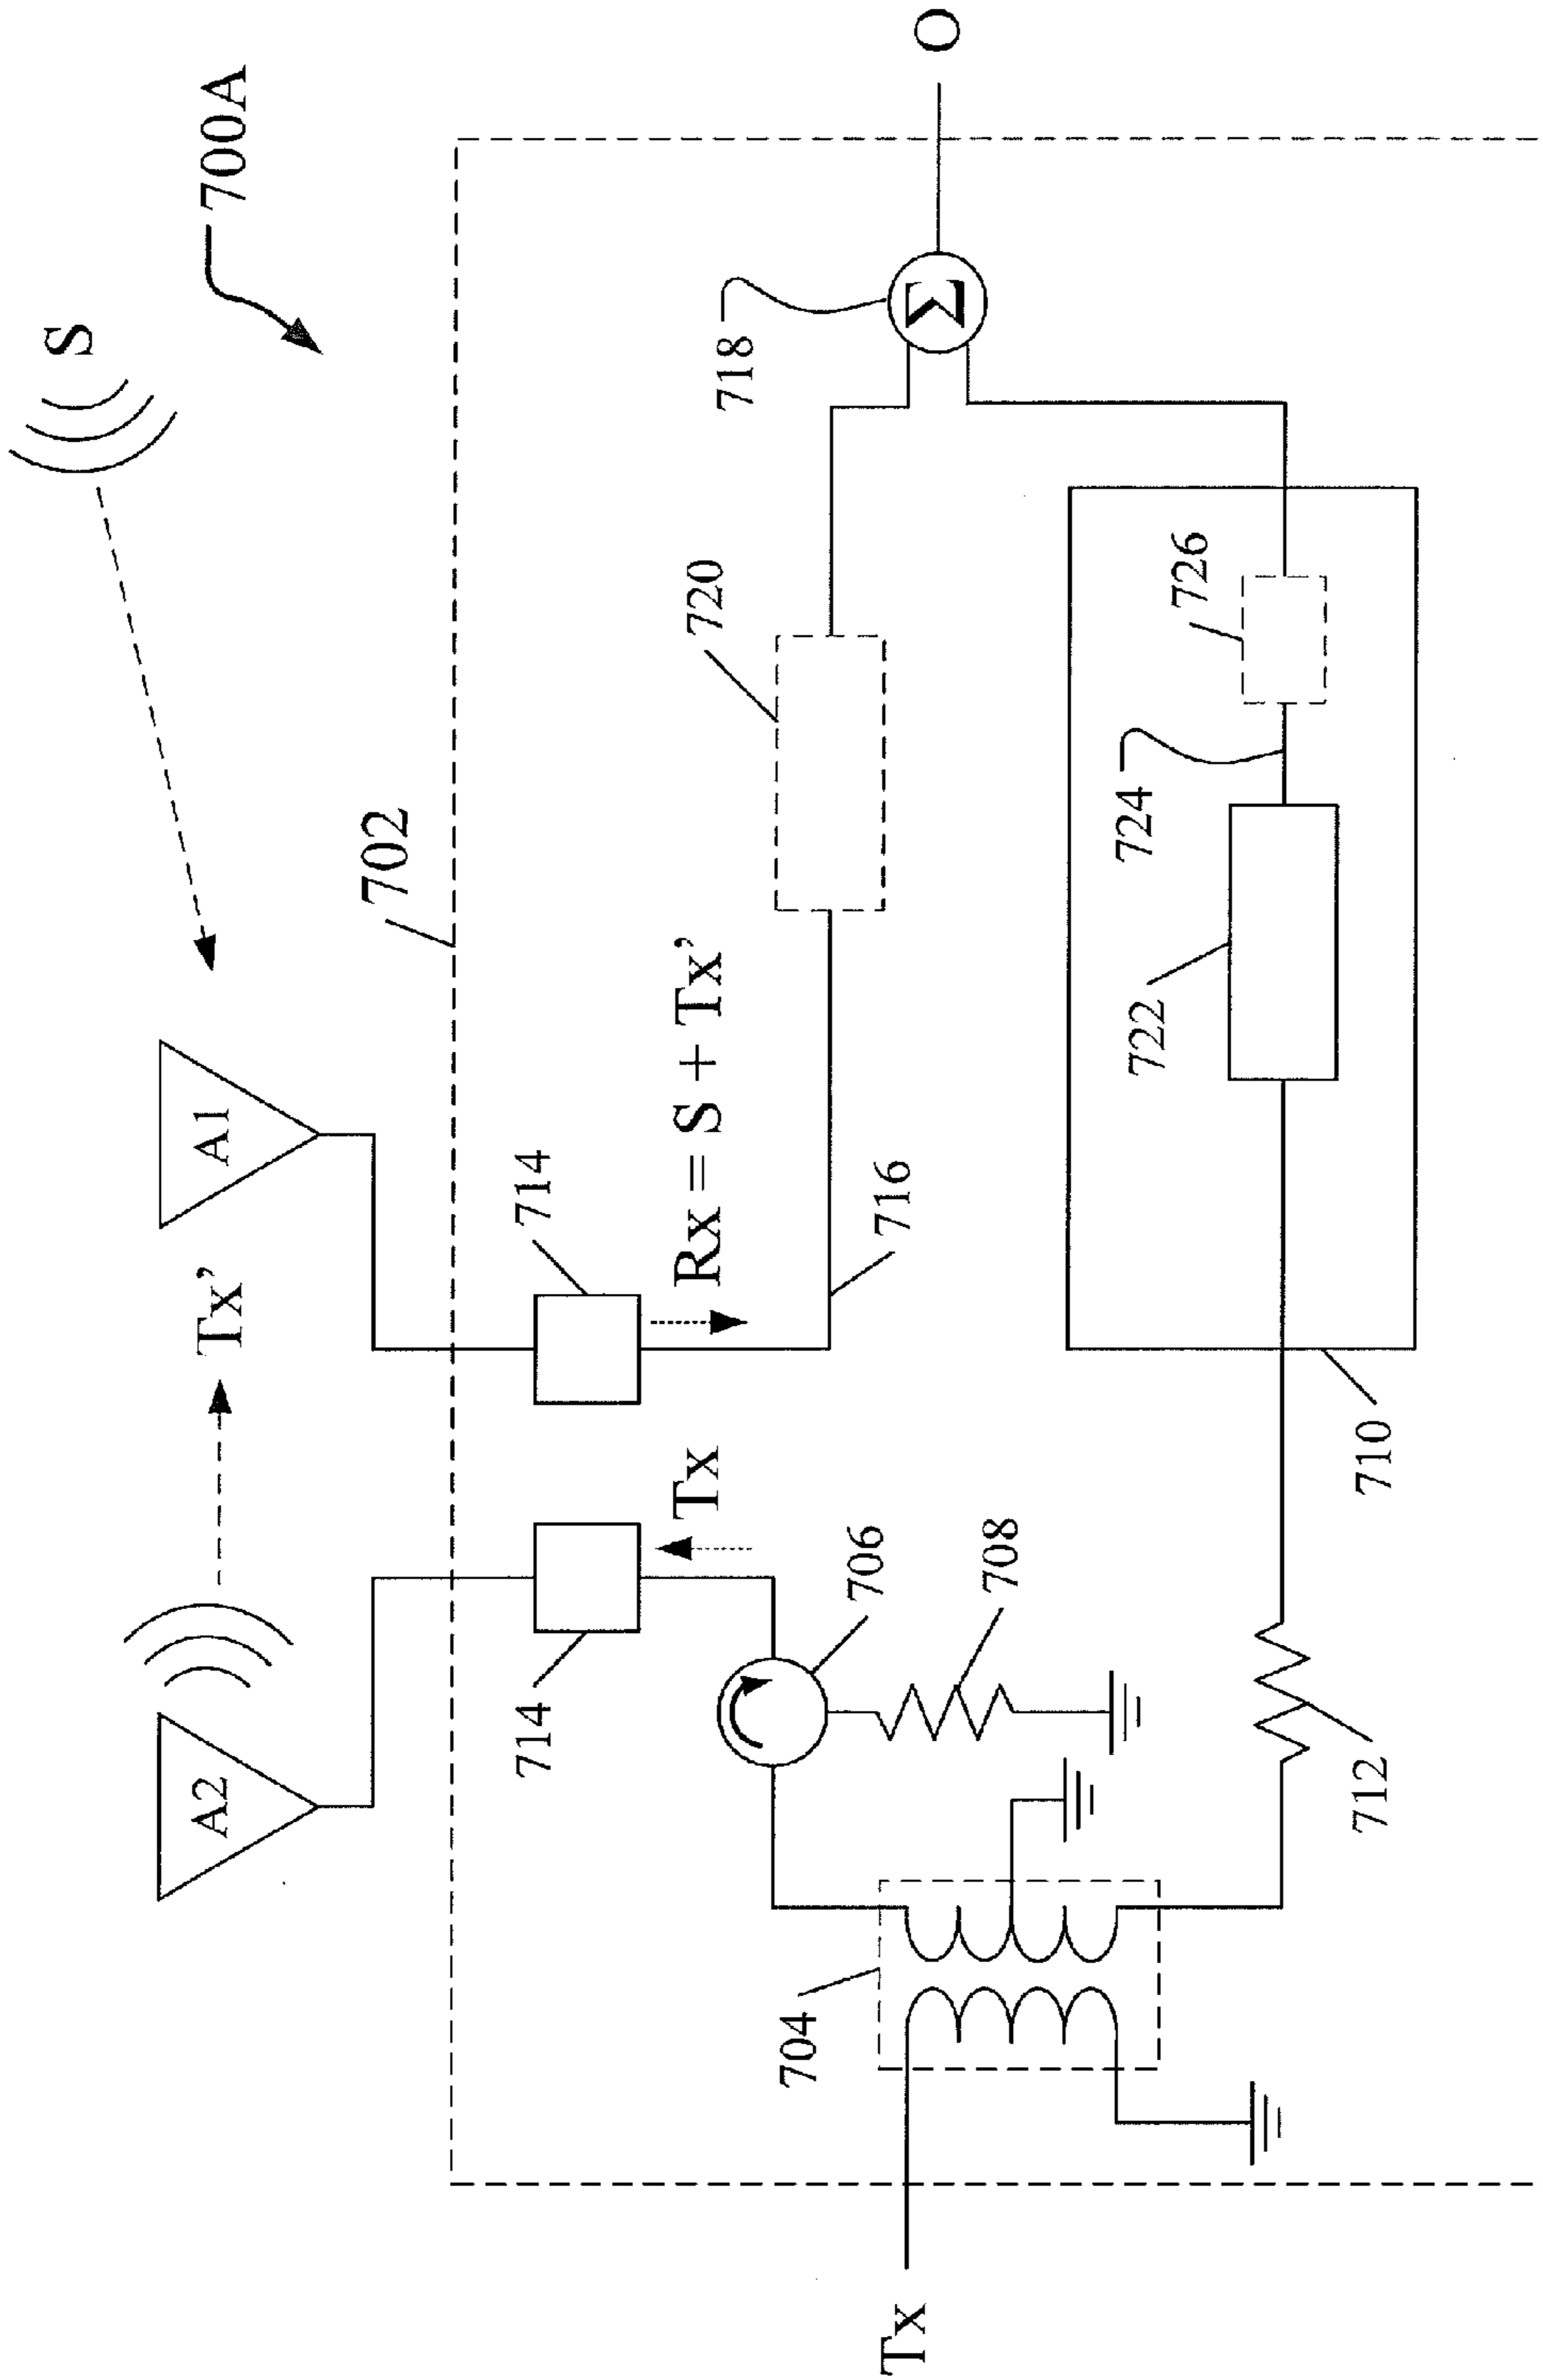 S
700A
A2
Tx'
A1
702
714
Tx
714
Rx = S + Tx'
706
708
716
720
718
Σ
O
704
Tx
712
710
722
724
726